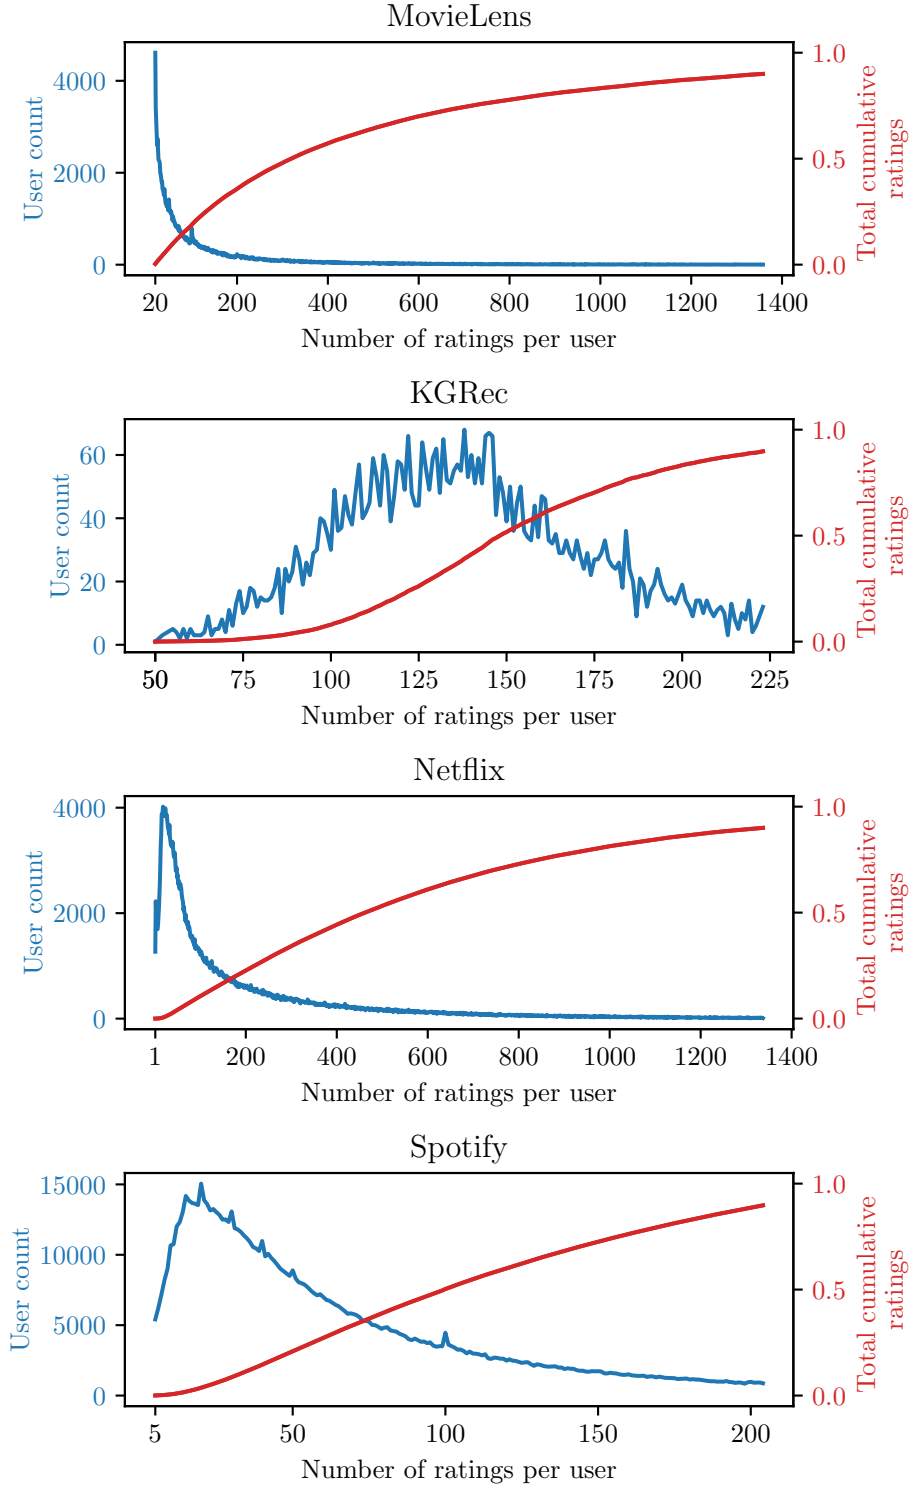 MovieLens
4000
2000
0
User count
1.0
0.5
0.0
Total cumulative
ratings
20 200 400 600 800 1000 1200 1400
Number of ratings per user
KGRec
60
40
20
0
User count
1.0
0.5
0.0
Total cumulative
ratings
50 75 100 125 150 175 200 225
Number of ratings per user
Netflix
4000
2000
0
User count
1.0
0.5
0.0
Total cumulative
ratings
1 200 400 600 800 1000 1200 1400
Number of ratings per user
Spotify
15000
10000
5000
0
User count
1.0
0.5
0.0
Total cumulative
ratings
5 50 100 150 200
Number of ratings per user